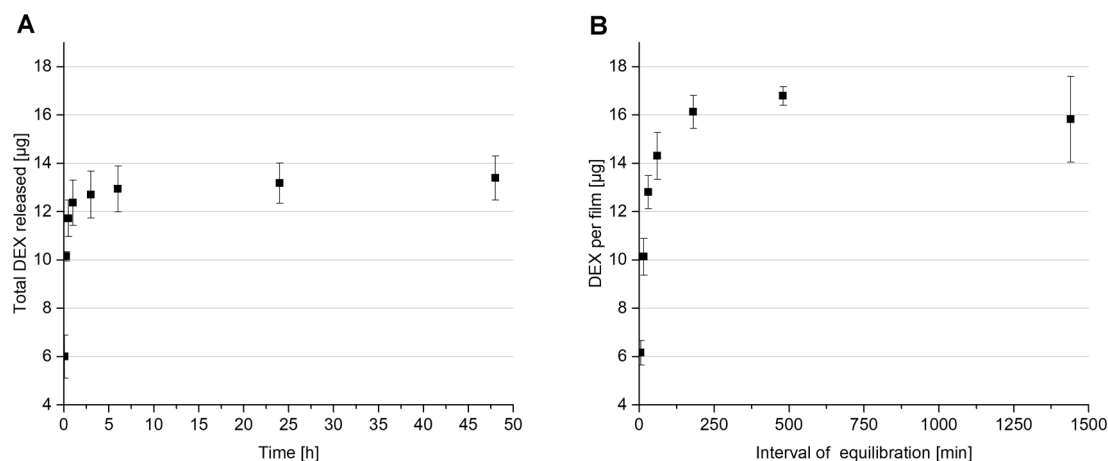 A
Total DEX released [µg]
18
16
14
12
10
8
6
4
0 5 10 15 20 25 30 35 40 45 50
Time [h]
B
DEX per film [µg]
18
16
14
12
10
8
6
4
0 250 500 750 1000 1250 1500
Interval of equilibration [min]